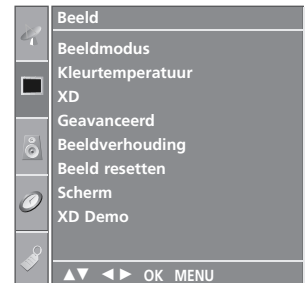 Beeld
Beeldmodus
Kleurtemperatuur
XD
Geavanceerd
Beeldverhouding
Beeld resetten
Scherm
XD Demo
▲▼ ◄► OK MENU